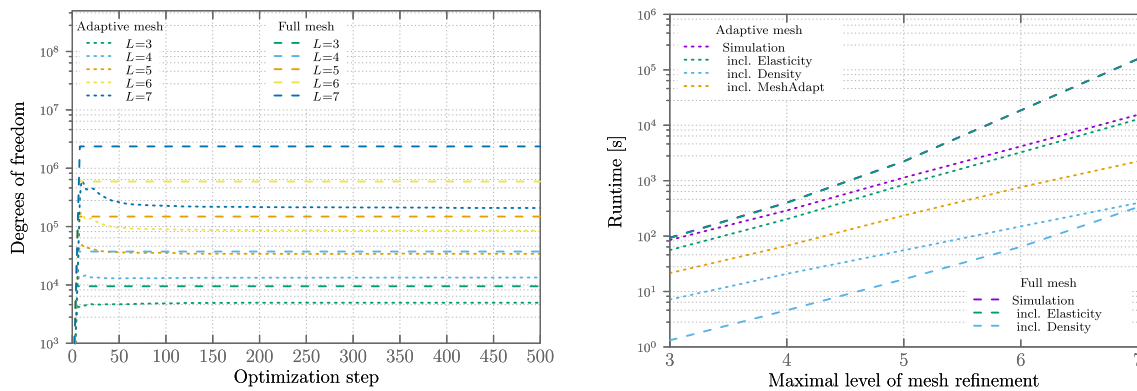 Adaptive mesh
L=3
L=4
L=5
L=6
L=7
Full mesh
L=3
L=4
L=5
L=6
L=7
10^8
10^7
10^6
10^5
10^4
10^3
Degrees of freedom
0 50 100 150 200 250 300 350 400 450 500
Optimization step
Adaptive mesh
Simulation
incl. Elasticity
incl. Density
incl. MeshAdapt
Full mesh
Simulation
incl. Elasticity
incl. Density
10^6
10^5
10^4
10^3
10^2
10^1
10^0
Runtime [s]
3 4 5 6 7
Maximal level of mesh refinement